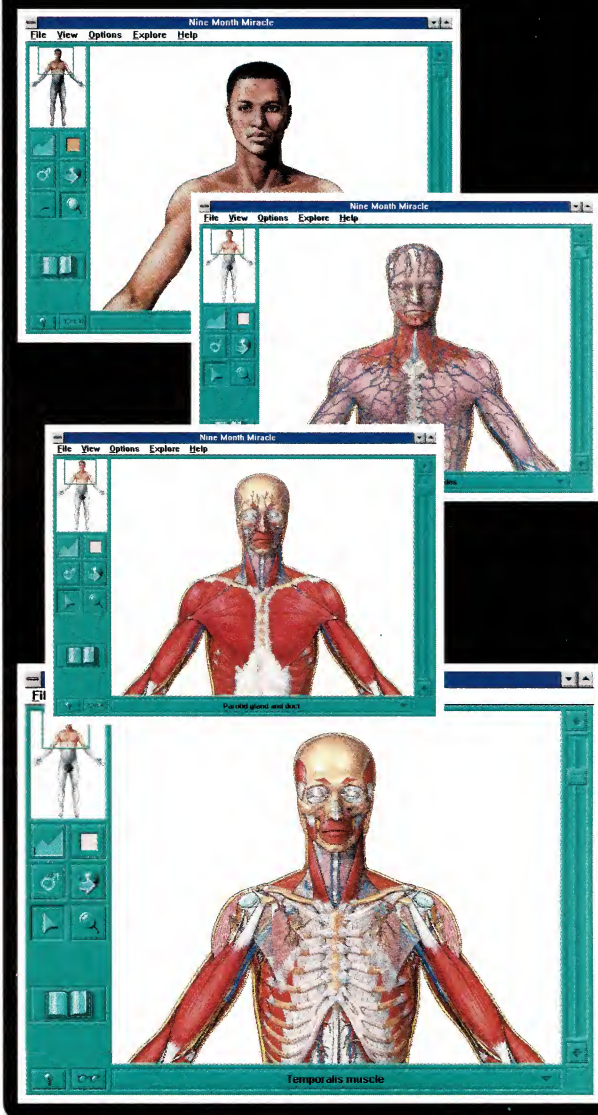 Nine Month Miracle
File View Options Explore Help
Nine Month Miracle
File View Options Explore Help
Nine Month Miracle
File View Options Explore Help
Parotid gland and duct
Temporalis muscle